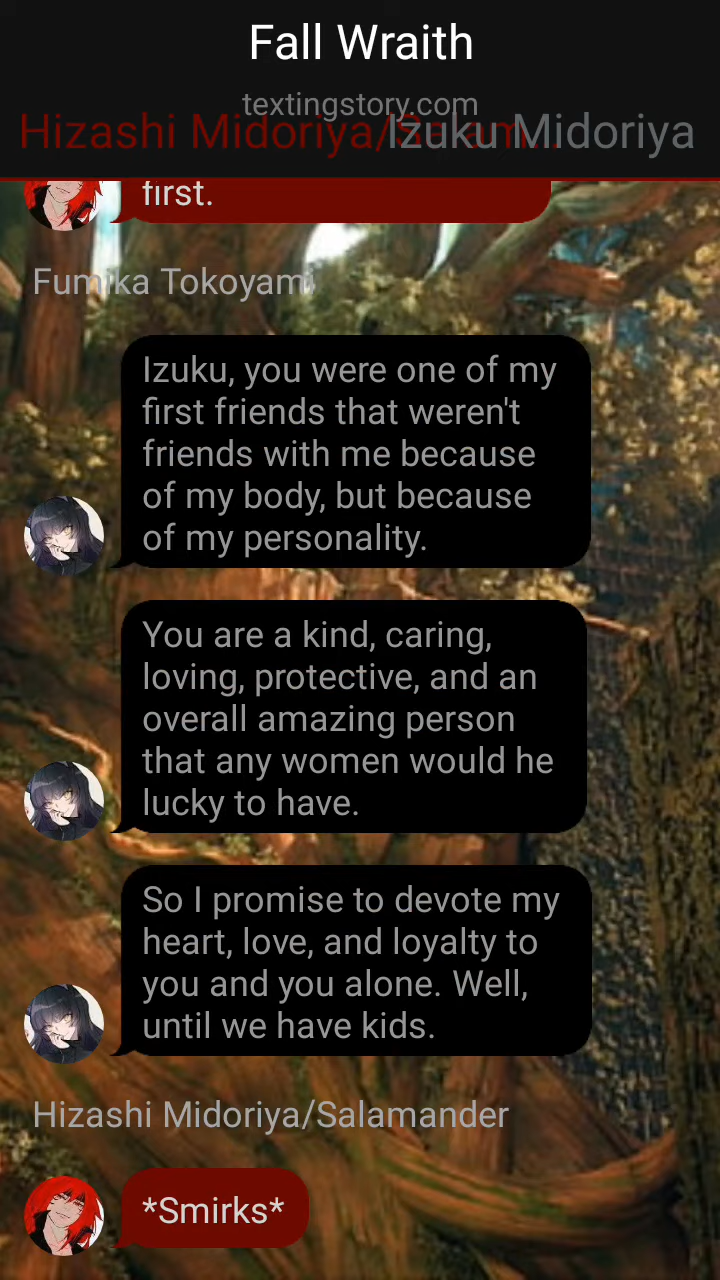 Fall Wraith
textingstory.com
Hizashi Midoriya/Salam...
Izuku Midoriya
first.
Fumika Tokoyami
Izuku, you were one of my
first friends that weren't
friends with me because
of my body, but because
of my personality.
You are a kind, caring,
loving, protective, and an
overall amazing person
that any women would he
lucky to have.
So I promise to devote my
heart, love, and loyalty to
you and you alone. Well,
until we have kids.
Hizashi Midoriya/Salamander
*Smirks*